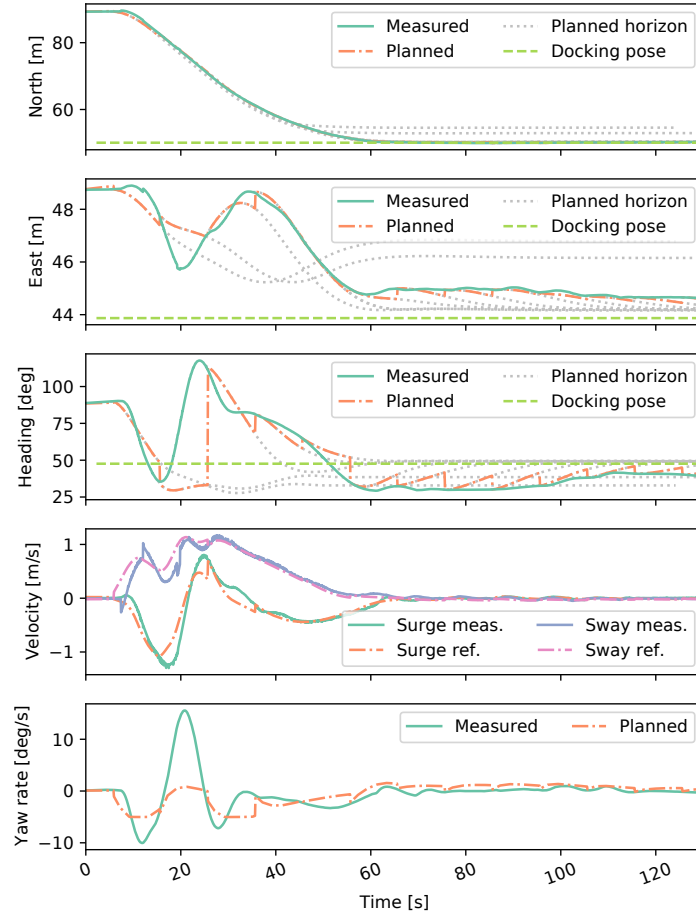 North [m]
80
60
Measured
Planned
Planned horizon
Docking pose
East [m]
48
46
44
Measured
Planned
Planned horizon
Docking pose
Heading [deg]
100
75
50
25
Measured
Planned
Planned horizon
Docking pose
Velocity [m/s]
1
0
−1
Surge meas.
Surge ref.
Sway meas.
Sway ref.
Yaw rate [deg/s]
10
0
−10
Measured
Planned
0
20
40
60
80
100
120
Time [s]